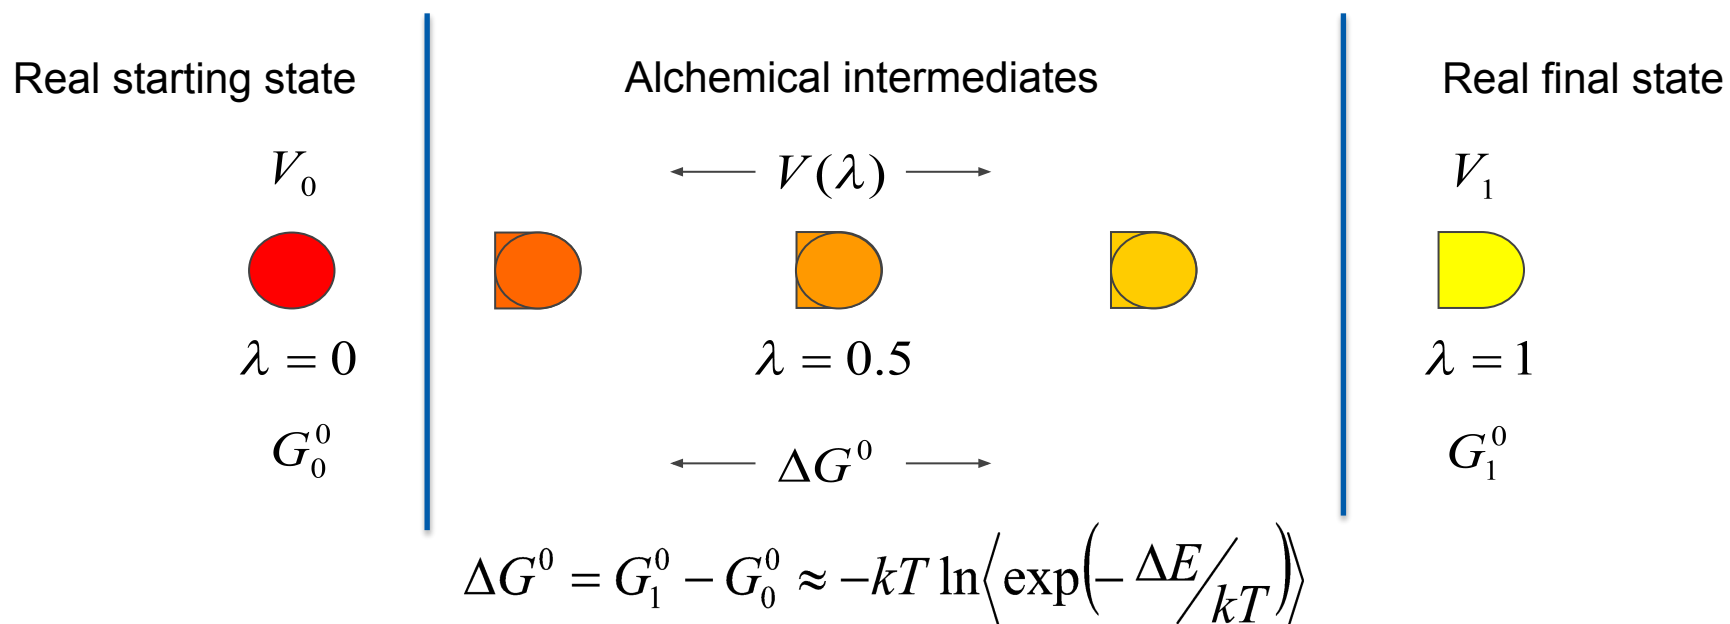 Real starting state
Alchemical intermediates
Real final state
V₀
V(λ)
V₁
λ = 0
λ = 0.5
λ = 1
G₀⁰
ΔG⁰
G₁⁰
ΔG⁰ = G₁⁰ − G₀⁰ ≈ −kT ln⟨exp(−ΔE/kT)⟩